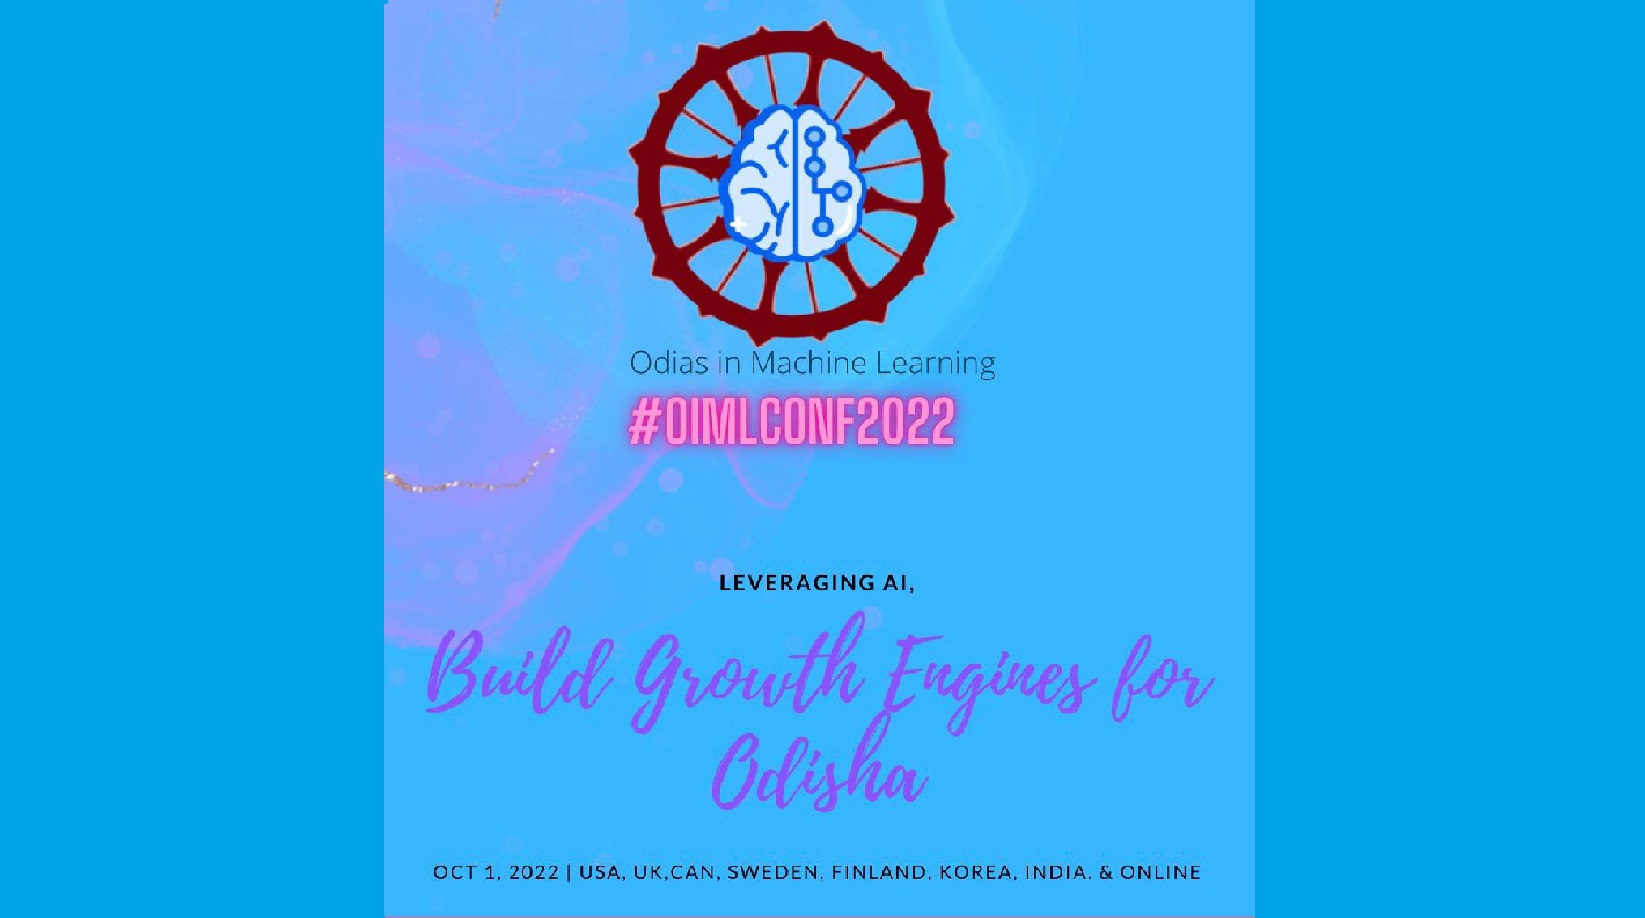 Odias in Machine Learning
#OIMLCONF2022
LEVERAGING AI,
Build Growth Engines for
Odisha
OCT 1, 2022 | USA, UK,CAN, SWEDEN, FINLAND, KOREA, INDIA. & ONLINE